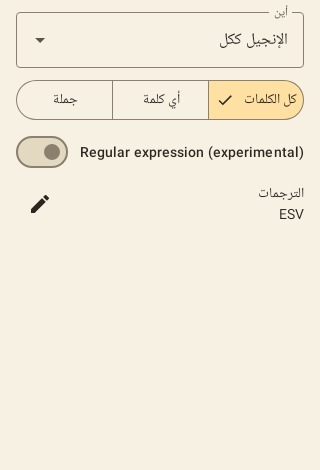 أين
الإنجيل ككل
كل الكلمات
أي كلمة
جملة
Regular expression (experimental)
الترجمات
ESV